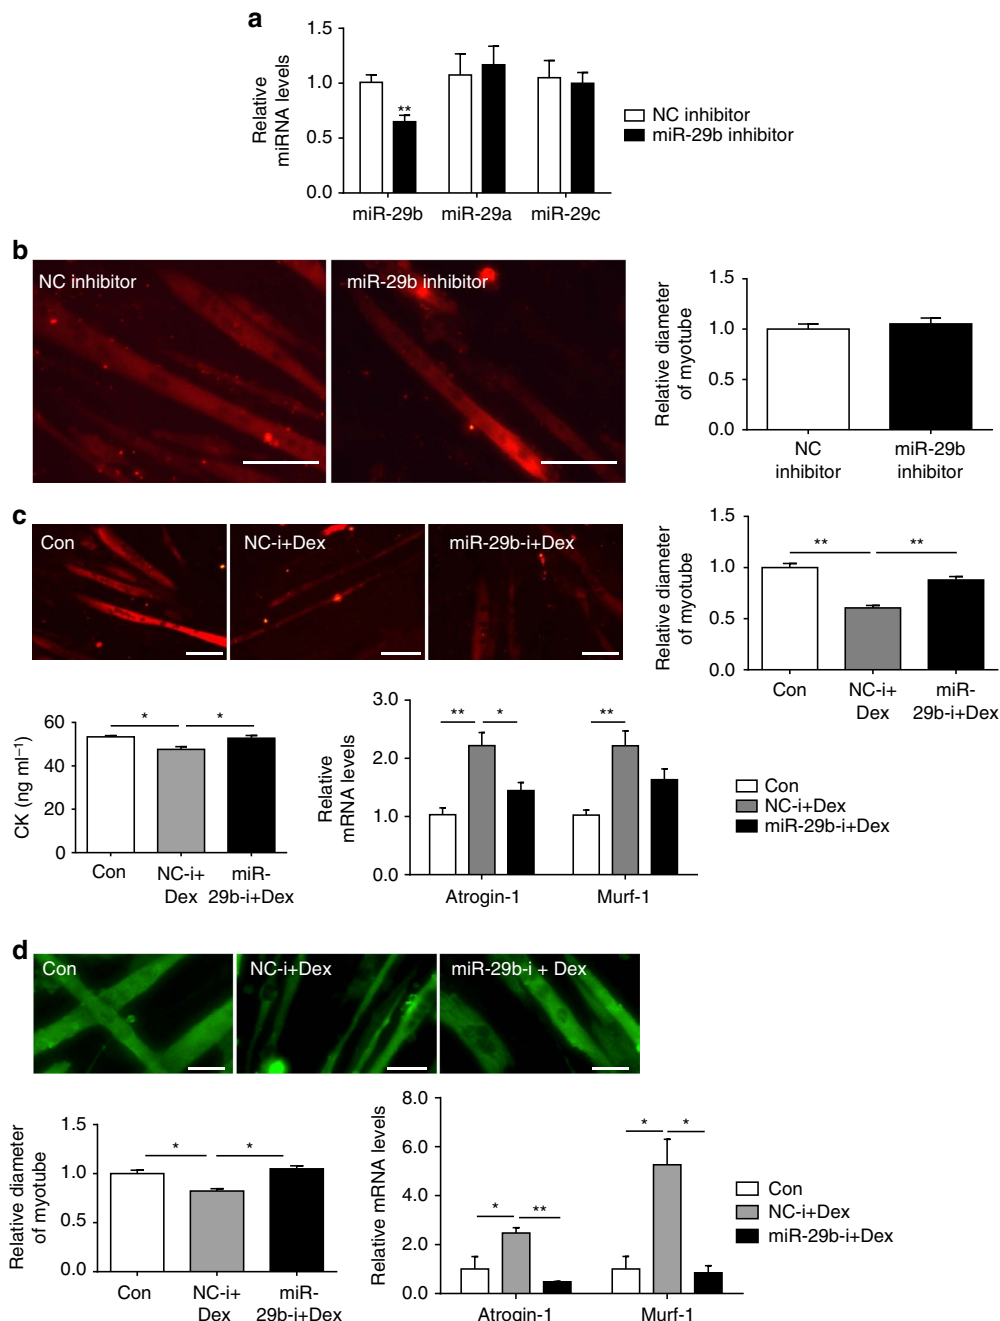 a
1.5
1.0
0.5
0.0
Relative
miRNA levels
**
miR-29b
miR-29a
miR-29c
NC inhibitor
miR-29b inhibitor
b
NC inhibitor
miR-29b inhibitor
1.5
1.0
0.5
0.0
Relative diameter
of myotube
NC
inhibitor
miR-29b
inhibitor
c
Con
NC-i+Dex
miR-29b-i+Dex
1.5
1.0
0.5
0.0
Relative diameter
of myotube
**
**
Con
NC-i+
Dex
miR-
29b-i+Dex
60
40
20
0
CK (ng ml−1)
*
*
Con
NC-i+
Dex
miR-
29b-i+Dex
3.0
2.0
1.0
0.0
Relative
mRNA levels
**
*
**
Atrogin-1
Murf-1
Con
NC-i+Dex
miR-29b-i+Dex
d
Con
NC-i+Dex
miR-29b-i + Dex
1.5
1.0
0.5
0.0
Relative diameter
of myotube
*
*
Con
NC-i+
Dex
miR-
29b-i+Dex
8.0
6.0
4.0
2.0
0.0
Relative mRNA levels
*
**
*
*
Atrogin-1
Murf-1
Con
NC-i+Dex
miR-29b-i+Dex